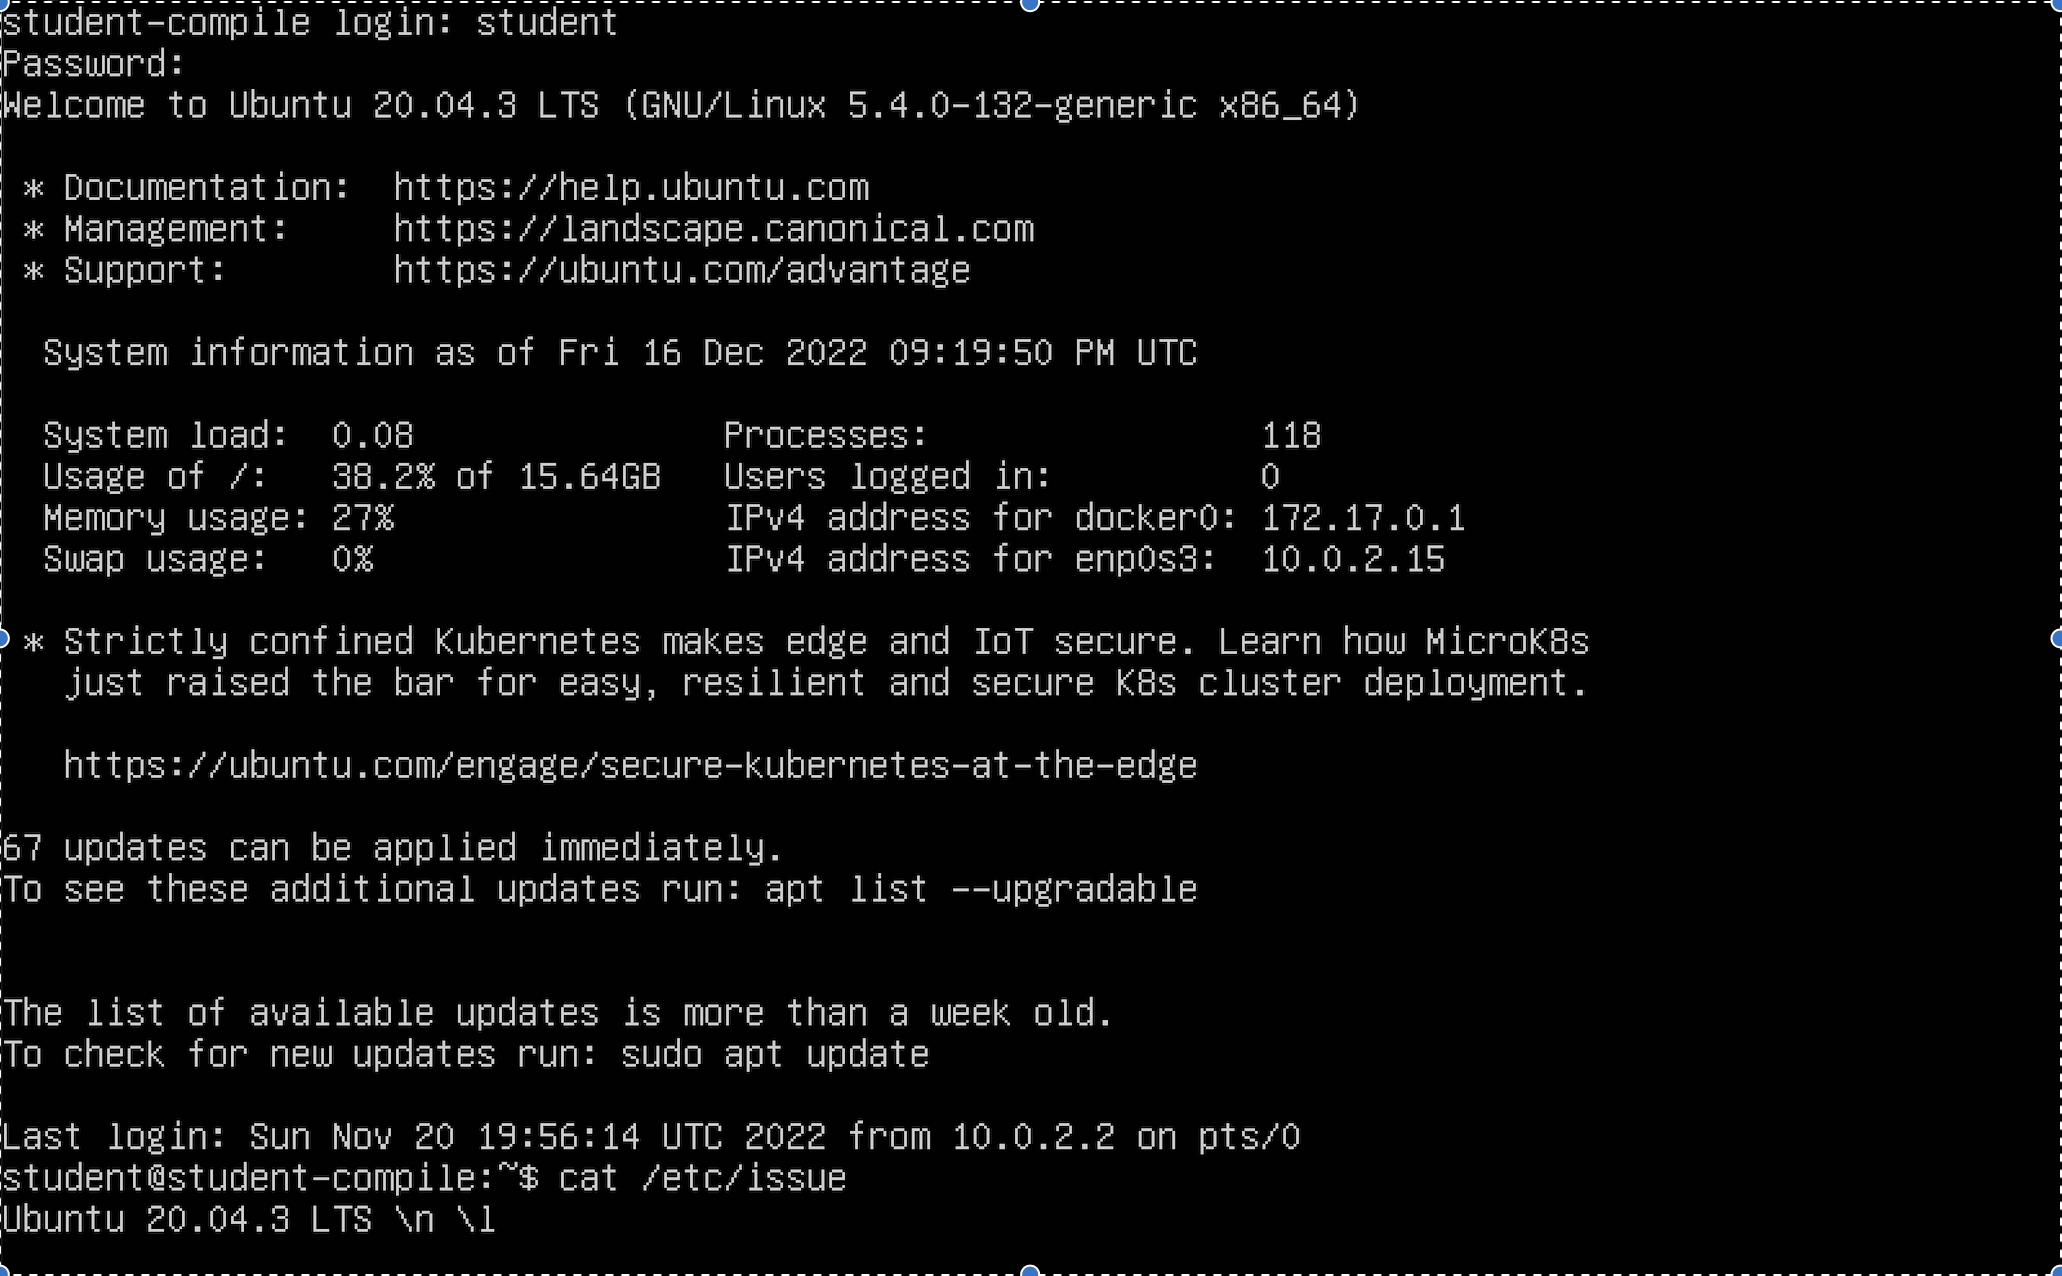 student-compile login: student
Password:
Welcome to Ubuntu 20.04.3 LTS (GNU/Linux 5.4.0-132-generic x86_64)
* Documentation:  https://help.ubuntu.com
* Management:     https://landscape.canonical.com
* Support:        https://ubuntu.com/advantage
System information as of Fri 16 Dec 2022 09:19:50 PM UTC
System load:  0.08               Processes:                118
Usage of /:   38.2% of 15.64GB   Users logged in:          0
Memory usage: 27%                IPv4 address for docker0: 172.17.0.1
Swap usage:   0%                 IPv4 address for enp0s3:  10.0.2.15
* Strictly confined Kubernetes makes edge and IoT secure. Learn how MicroK8s
just raised the bar for easy, resilient and secure K8s cluster deployment.
https://ubuntu.com/engage/secure-kubernetes-at-the-edge
67 updates can be applied immediately.
To see these additional updates run: apt list --upgradable
The list of available updates is more than a week old.
To check for new updates run: sudo apt update
Last login: Sun Nov 20 19:56:14 UTC 2022 from 10.0.2.2 on pts/0
student@student-compile:~$ cat /etc/issue
Ubuntu 20.04.3 LTS \n \l